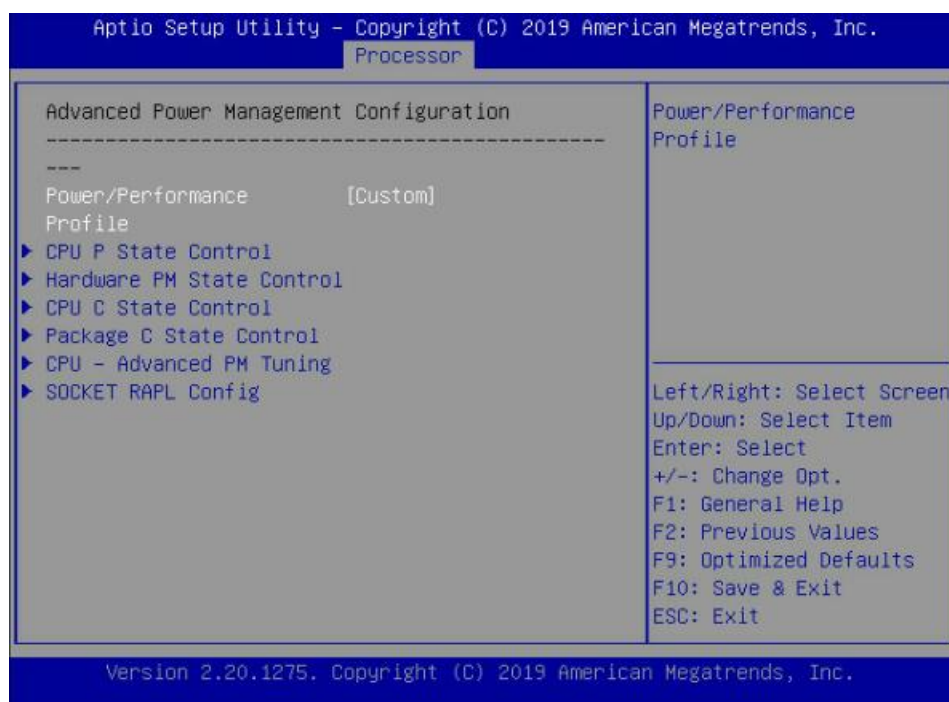 Aptio Setup Utility – Copyright (C) 2019 American Megatrends, Inc.
Processor
Advanced Power Management Configuration
-----------------------------------------------
---
Power/Performance [Custom]
Profile
CPU P State Control
Hardware PM State Control
CPU C State Control
Package C State Control
CPU – Advanced PM Tuning
SOCKET RAPL Config
Power/Performance
Profile
Left/Right: Select Screen
Up/Down: Select Item
Enter: Select
+/-: Change Opt.
F1: General Help
F2: Previous Values
F9: Optimized Defaults
F10: Save & Exit
ESC: Exit
Version 2.20.1275. Copyright (C) 2019 American Megatrends, Inc.